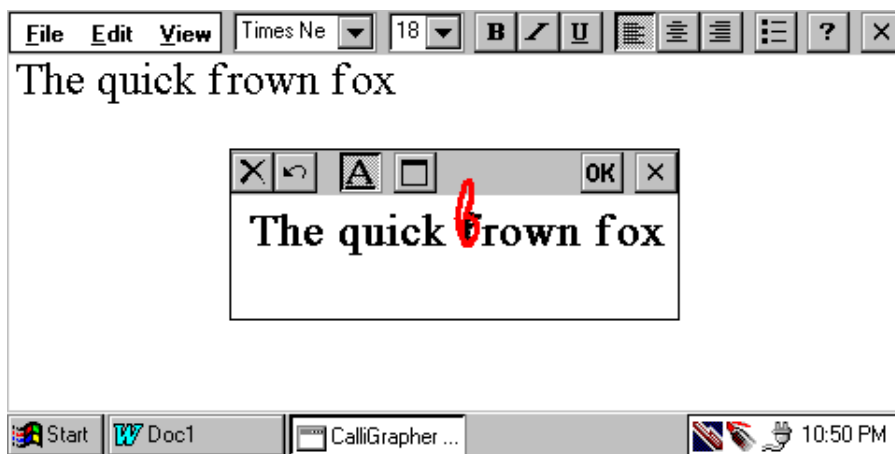 File Edit View Times Ne 18 B I U ? ×
The quick frown fox
A OK ×
The quick frown fox
b
Start Doc1 CalliGrapher ... 10:50 PM